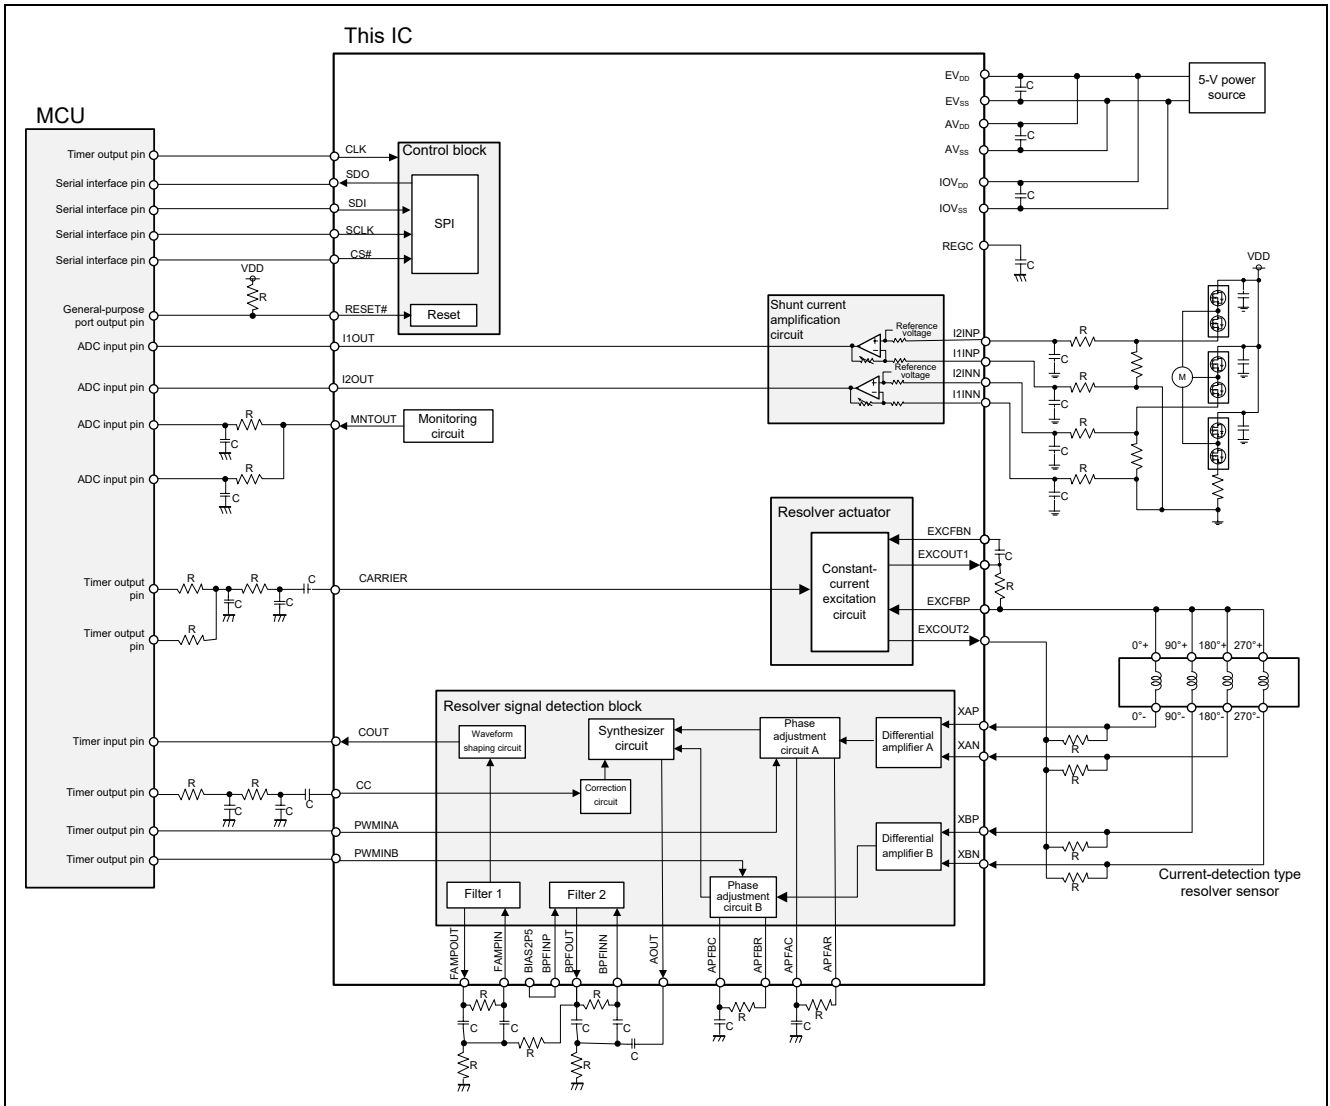 This IC
MCU
Timer output pin
Serial interface pin
Serial interface pin
Serial interface pin
Serial interface pin
General-purpose
port output pin
ADC input pin
ADC input pin
ADC input pin
ADC input pin
Timer output
pin
Timer output
pin
Timer input pin
Timer output pin
Timer output pin
Timer output pin
VDD
R
R
C
R
C
R
R
C
C
C
R
R
R
C
C
C
CLK
SDO
SDI
SCLK
CS#
RESET#
I1OUT
I2OUT
MNTOUT
CARRIER
COUT
CC
PWMINA
PWMINB
Control block
SPI
Reset
Monitoring
circuit
EVDD
EVSS
AVDD
AVSS
IOVDD
IOVSS
REGC
C
C
C
C
5-V power
source
Shunt current
amplification
circuit
Reference
voltage
Reference
voltage
I2INP
I1INP
I2INN
I1INN
R
C
R
C
R
C
R
C
VDD
M
Resolver actuator
Constant-
current
excitation
circuit
EXCFBN
EXCOUT1
EXCFBP
EXCOUT2
C
R
0°+
90°+
180°+
270°+
0°-
90°-
180°-
270°-
R
R
R
R
Current-detection type
resolver sensor
Resolver signal detection block
Waveform
shaping circuit
Synthesizer
circuit
Correction
circuit
Phase
adjustment
circuit A
Differential
amplifier A
Differential
amplifier B
Phase
adjustment
circuit B
Filter 1
Filter 2
XAP
XAN
XBP
XBN
FAMPOUT
FAMPIN
BIAS2P5
BPFINP
BPFOUT
BPFINN
AOUT
APFBC
APFBR
APFAC
APFAR
R
C
C
R
R
R
C
C
C
R
R
C
R
C